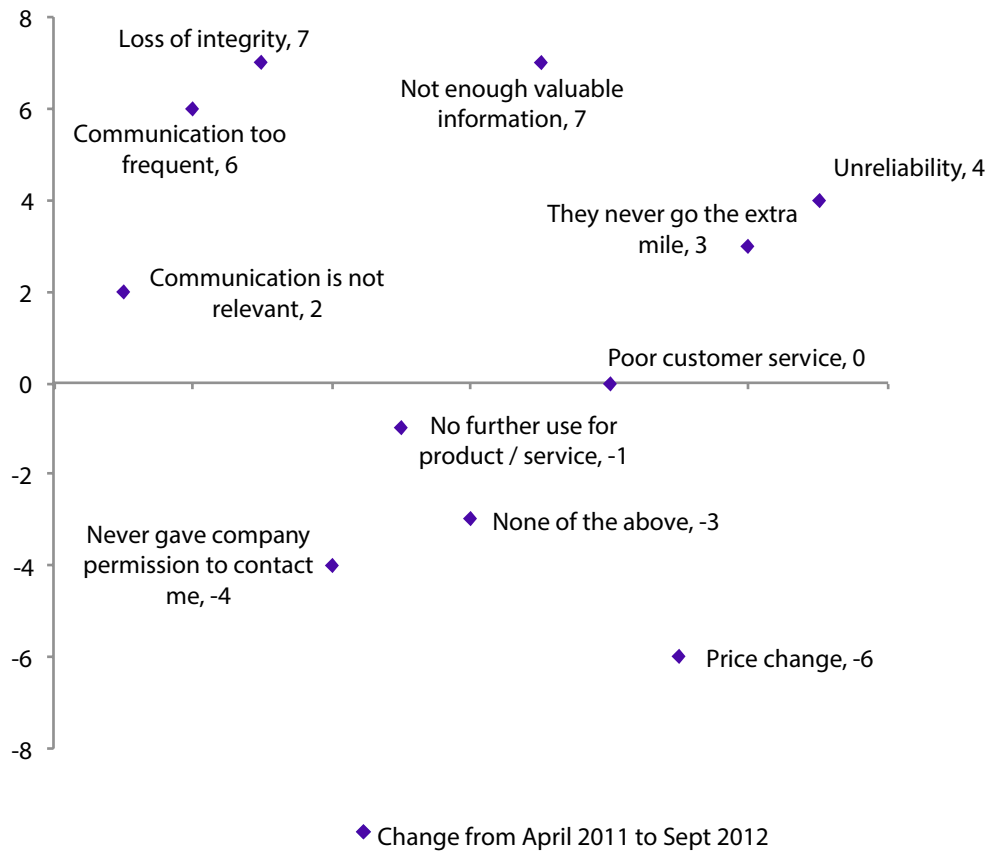 8
Loss of integrity, 7
Not enough valuable
information, 7
6
Communication too
frequent, 6
Unreliability, 4
4
They never go the extra
mile, 3
Communication is not
relevant, 2
2
Poor customer service, 0
0
No further use for
product / service, -1
-2
None of the above, -3
Never gave company
permission to contact
me, -4
-4
-6
Price change, -6
-8
Change from April 2011 to Sept 2012